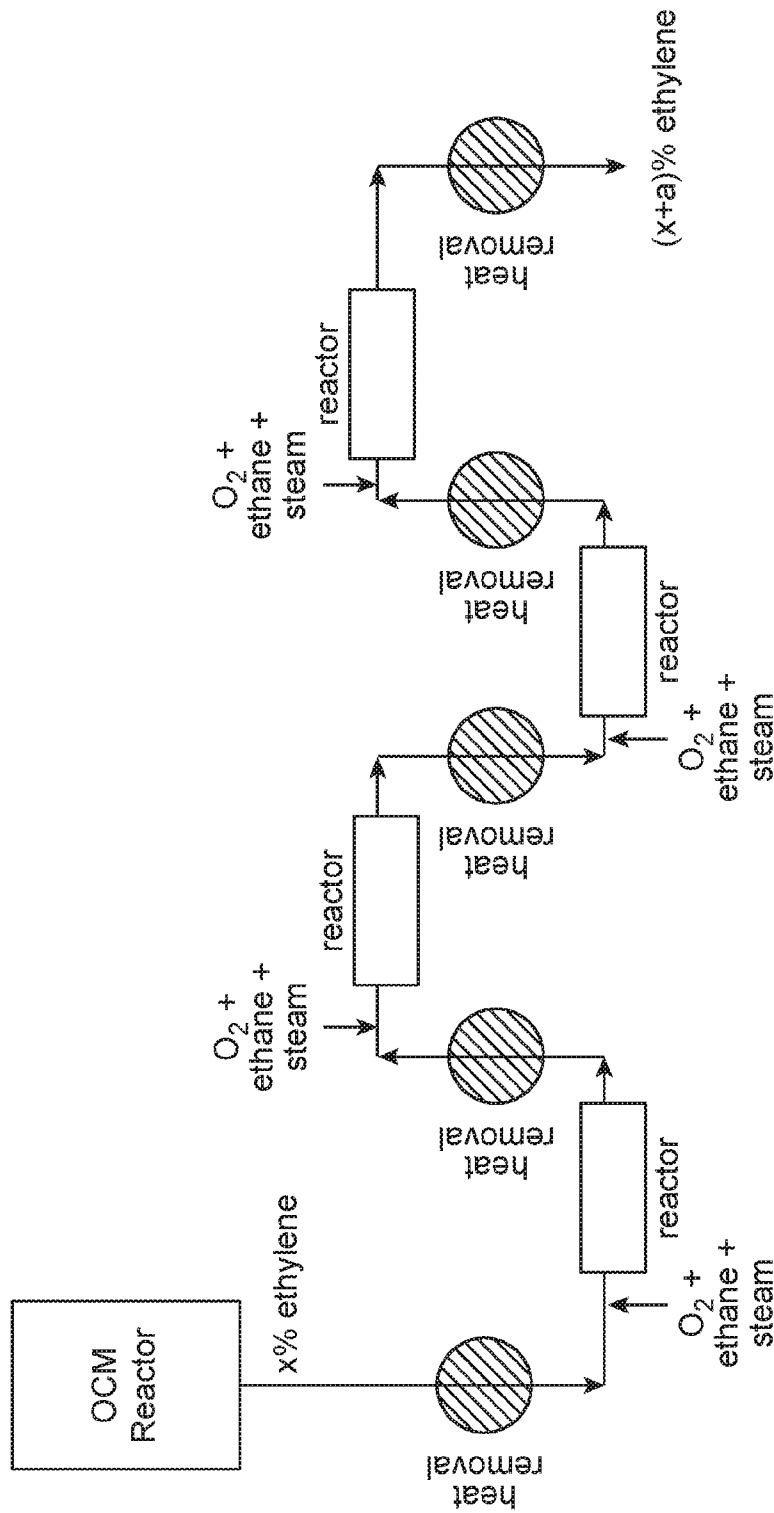 OCM
Reactor
x% ethylene
heat
removal
O₂ +
ethane +
steam
reactor
heat
removal
O₂ +
ethane +
steam
reactor
heat
removal
O₂ +
ethane +
steam
reactor
heat
removal
O₂ +
ethane +
steam
reactor
heat
removal
(x+a)% ethylene